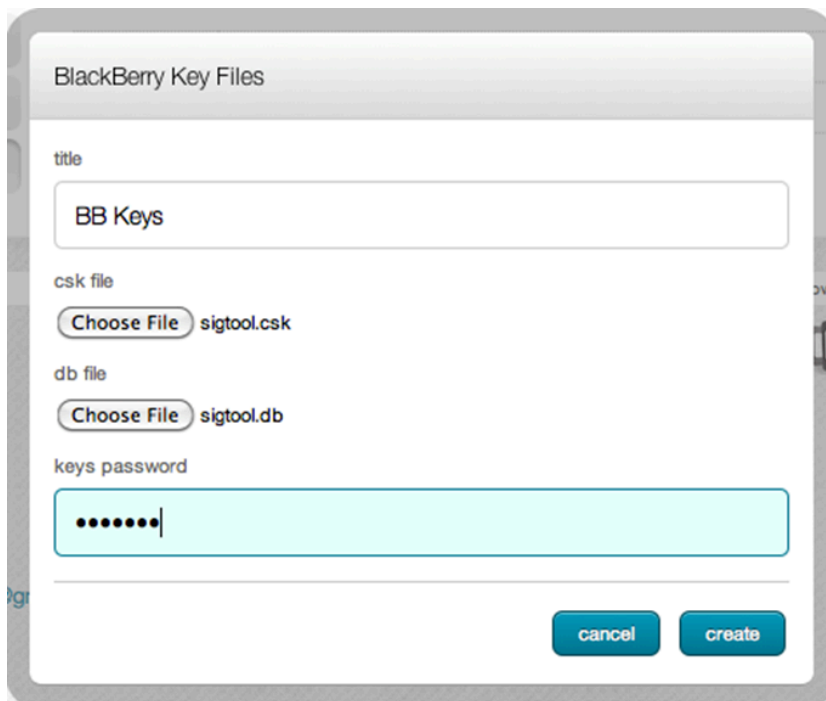 BlackBerry Key Files
title
BB Keys
csk file
Choose File sigtool.csk
db file
Choose File sigtool.db
keys password
•••••••
cancel create